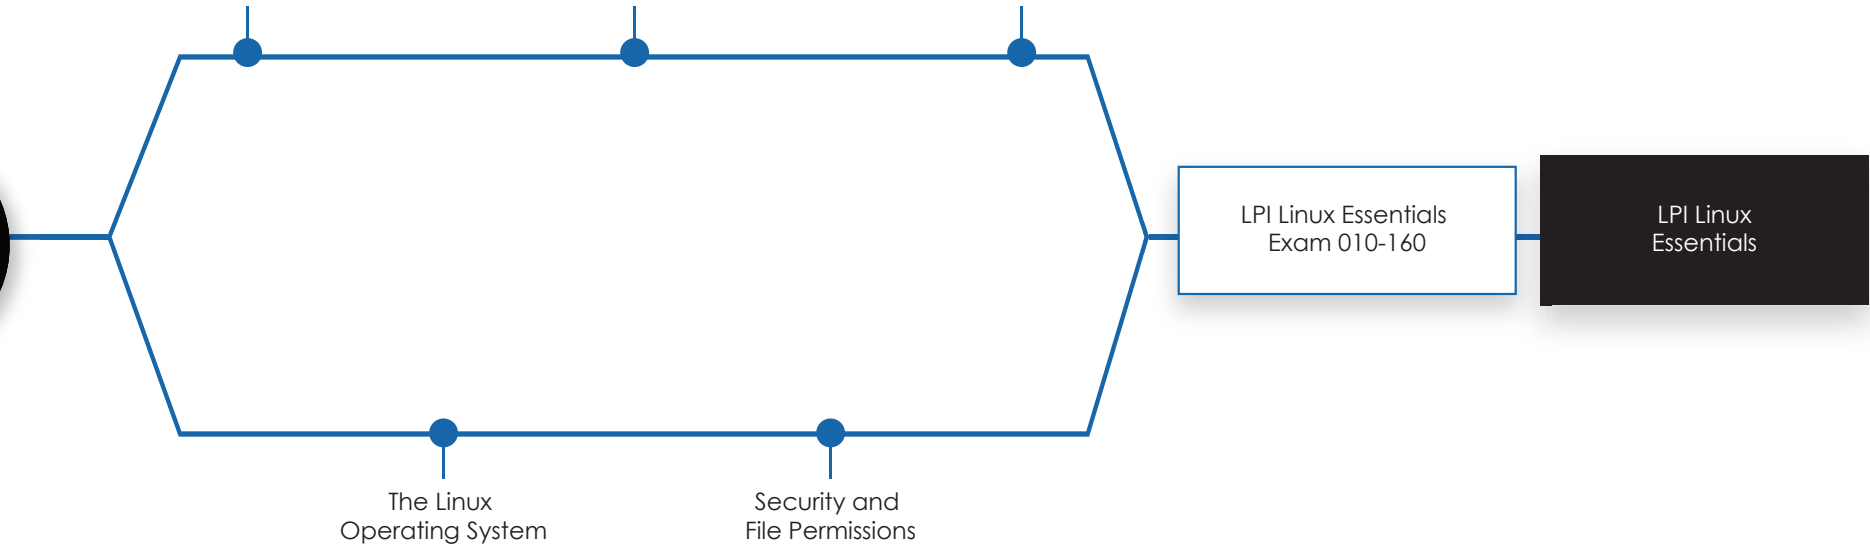 LPI Linux Essentials
Exam 010-160
LPI Linux
Essentials
The Linux
Operating System
Security and
File Permissions